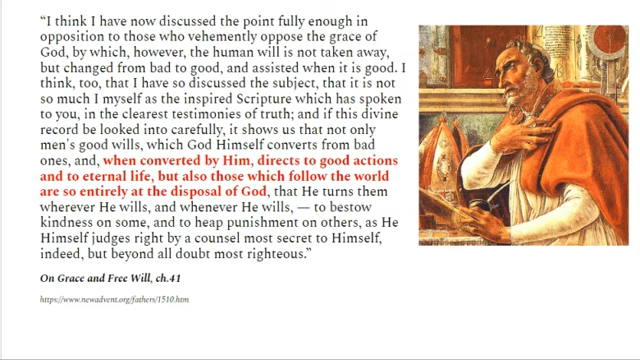 “I think I have now discussed the point fully enough in
opposition to those who vehemently oppose the grace of
God, by which, however, the human will is not taken away,
but changed from bad to good, and assisted when it is good. I
think, too, that I have so discussed the subject, that it is not
so much I myself as the inspired Scripture which has spoken
to you, in the clearest testimonies of truth; and if this divine
record be looked into carefully, it shows us that not only
men's good wills, which God Himself converts from bad
ones, and, when converted by Him, directs to good actions
and to eternal life, but also those which follow the world
are so entirely at the disposal of God, that He turns them
wherever He wills, and whenever He wills, — to bestow
kindness on some, and to heap punishment on others, as He
Himself judges right by a counsel most secret to Himself,
indeed, but beyond all doubt most righteous.”
On Grace and Free Will, ch.41
https://www.newadvent.org/fathers/1510.htm